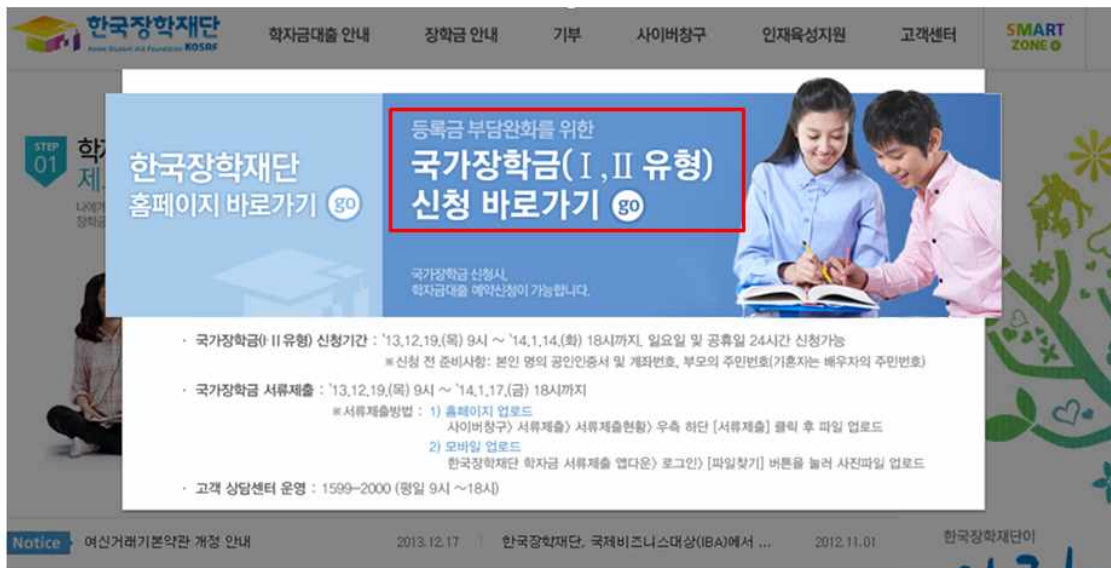 한국장학재단
Korea Student Aid Foundation KOSAF
학자금대출 안내 장학금 안내 기부 사이버창구 인재육성지원 고객센터
SMART
ZONE
STEP
01
학자
제
나에게
장학금
한국장학재단
홈페이지 바로가기 go
등록금 부담완화를 위한
국가장학금(Ⅰ,Ⅱ 유형)
신청 바로가기 go
국가장학금 신청시,
학자금대출 예약신청이 가능합니다.
· 국가장학금(I·II 유형) 신청기간 : '13.12.19.(목) 9시 ~ '14.1.14.(화) 18시까지, 일요일 및 공휴일 24시간 신청가능
※신청 전 준비사항: 본인 명의 공인인증서 및 계좌번호, 부모의 주민번호(기혼자는 배우자의 주민번호)
· 국가장학금 서류제출 : '13.12.19.(목) 9시 ~ '14.1.17.(금) 18시까지
※서류제출방법 : 1) 홈페이지 업로드
사이버창구> 서류제출> 서류제출현황> 우측 하단 [서류제출] 클릭 후 파일 업로드
2) 모바일 업로드
한국장학재단 학자금 서류제출 앱다운> 로그인> [파일찾기] 버튼을 눌러 사진파일 업로드
· 고객 상담센터 운영 : 1599-2000 (평일 9시 ~18시)
Notice 여신거래기본약관 개정 안내 2013.12.17 한국장학재단, 국제비즈니스대상(IBA)에서 ... 2012.11.01
한국장학재단이